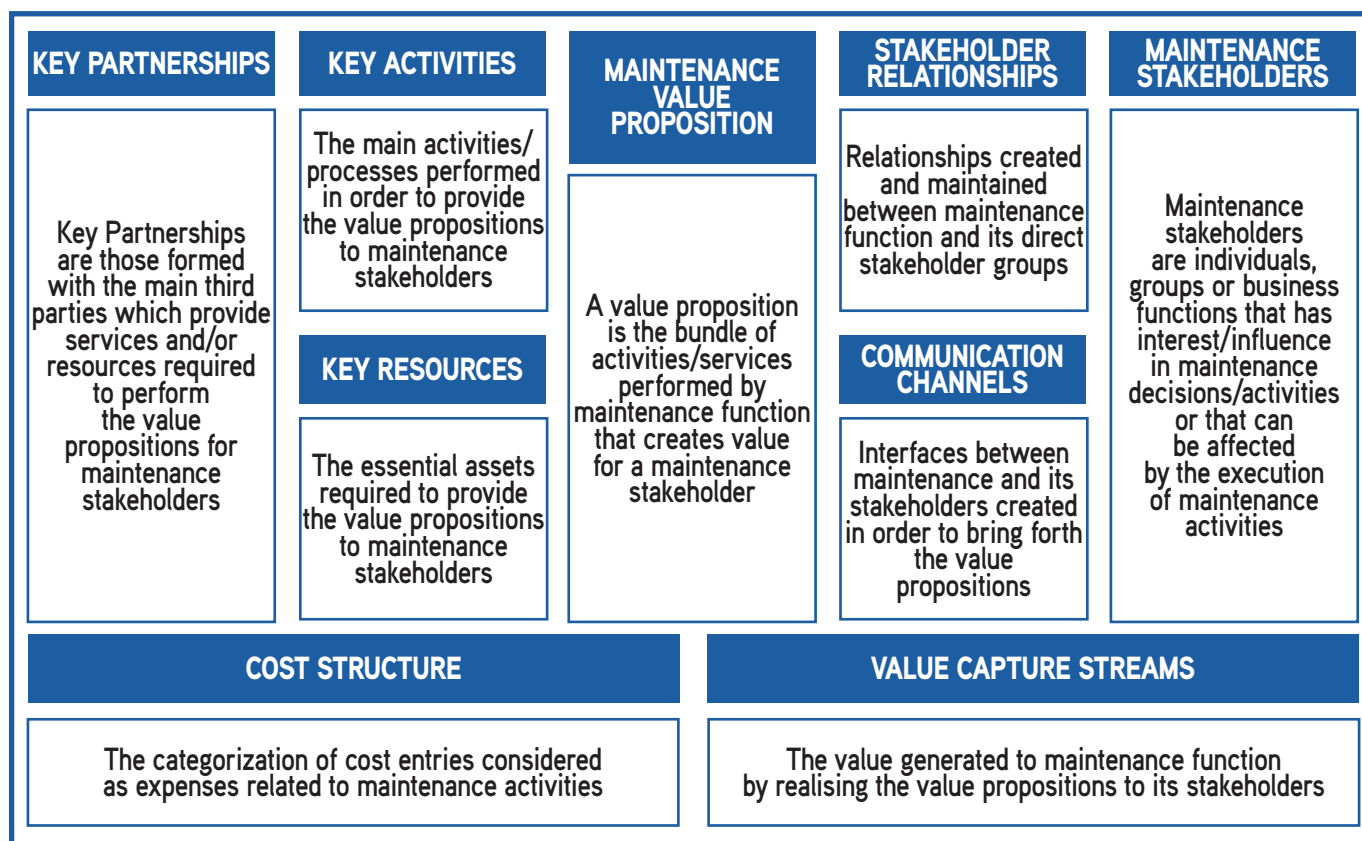 KEY PARTNERSHIPS
Key Partnerships
are those formed
with the main third
parties which provide
services and/or
resources required
to perform
the value
propositions for
maintenance
stakeholders
KEY ACTIVITIES
The main activities/
processes performed
in order to provide
the value propositions
to maintenance
stakeholders
KEY RESOURCES
The essential assets
required to provide
the value propositions
to maintenance
stakeholders
MAINTENANCE
VALUE
PROPOSITION
A value proposition
is the bundle of
activities/services
performed by
maintenance function
that creates value
for a maintenance
stakeholder
STAKEHOLDER
RELATIONSHIPS
Relationships created
and maintained
between maintenance
function and its direct
stakeholder groups
COMMUNICATION
CHANNELS
Interfaces between
maintenance and its
stakeholders created
in order to bring forth
the value
propositions
MAINTENANCE
STAKEHOLDERS
Maintenance
stakeholders
are individuals,
groups or business
functions that has
interest/influence
in maintenance
decisions/activities
or that can
be affected
by the execution
of maintenance
activities
COST STRUCTURE
The categorization of cost entries considered
as expenses related to maintenance activities
VALUE CAPTURE STREAMS
The value generated to maintenance function
by realising the value propositions to its stakeholders